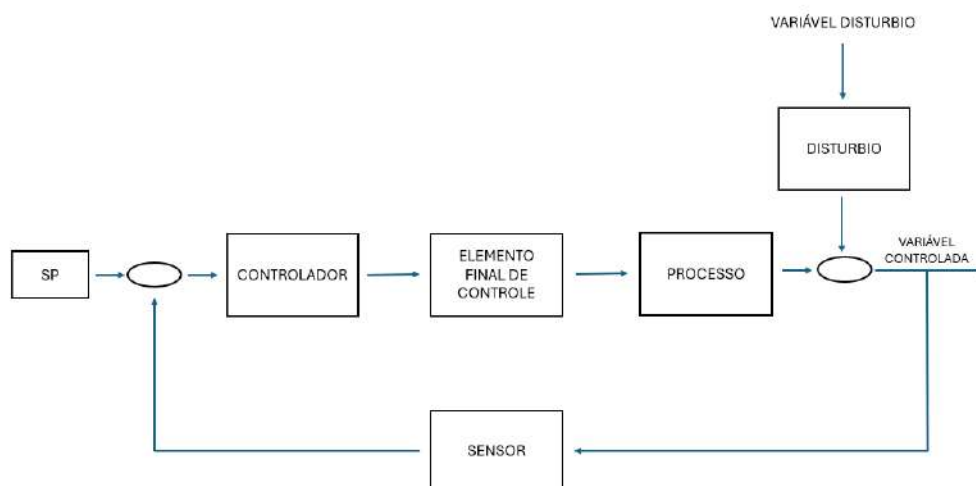 VARIÁVEL DISTURBIO
DISTURBIO
VARIÁVEL
CONTROLADA
SP
CONTROLADOR
ELEMENTO
FINAL DE
CONTROLE
PROCESSO
SENSOR